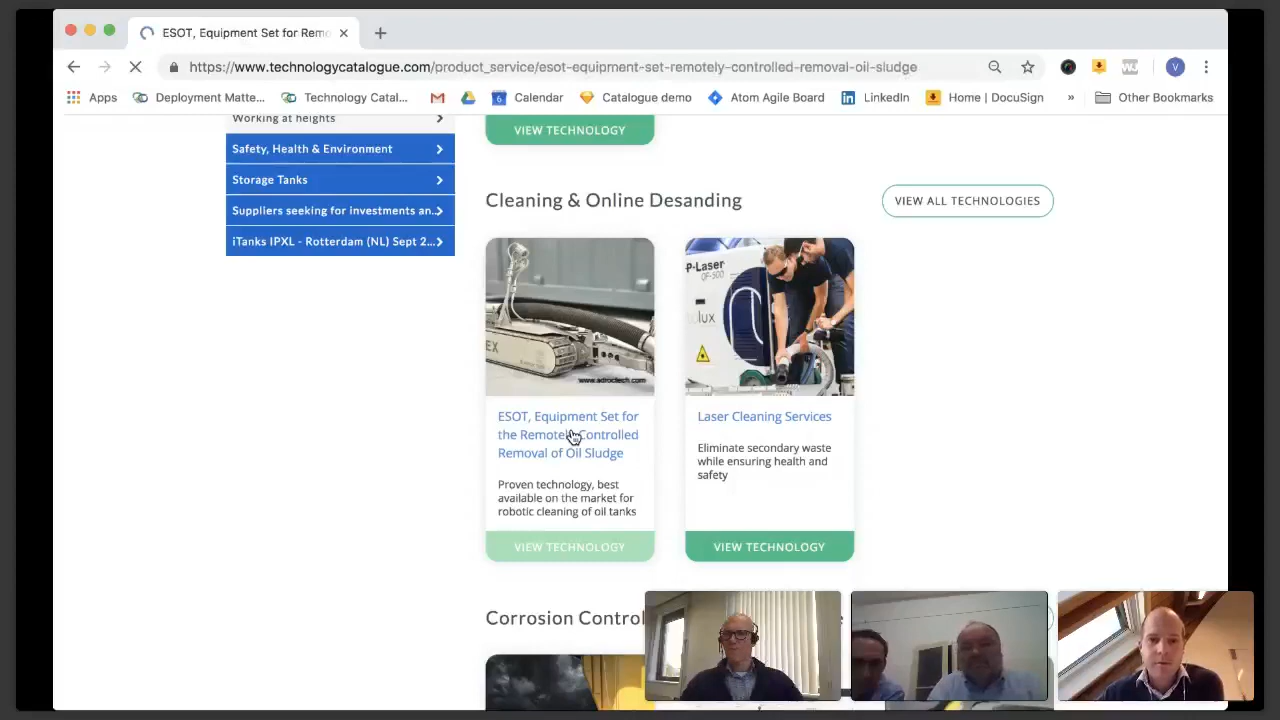 ESOT, Equipment Set for Remo
https://www.technologycatalogue.com/product_service/esot-equipment-set-remotely-controlled-removal-oil-sludge
V
Apps
Deployment Matte...
Technology Catal...
6
Calendar
Catalogue demo
Atom Agile Board
LinkedIn
Home | DocuSign
»
Other Bookmarks
Working at heights
Safety, Health & Environment
Storage Tanks
Suppliers seeking for investments an..
iTanks IPXL - Rotterdam (NL) Sept 2...
VIEW TECHNOLOGY
Cleaning & Online Desanding
VIEW ALL TECHNOLOGIES
EX
www.adroctech.com
P-Laser
QF-500
ESOT, Equipment Set for
the Remotely Controlled
Removal of Oil Sludge
Proven technology, best
available on the market for
robotic cleaning of oil tanks
VIEW TECHNOLOGY
Laser Cleaning Services
Eliminate secondary waste
while ensuring health and
safety
VIEW TECHNOLOGY
Corrosion Control